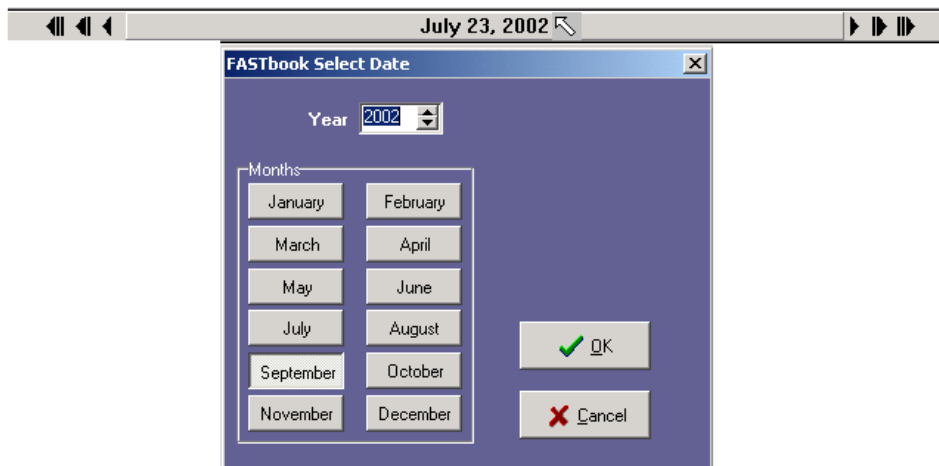 July 23, 2002
FASTbook Select Date
Year 2002
Months
January February
March April
May June
July August
September October
November December
OK
Cancel